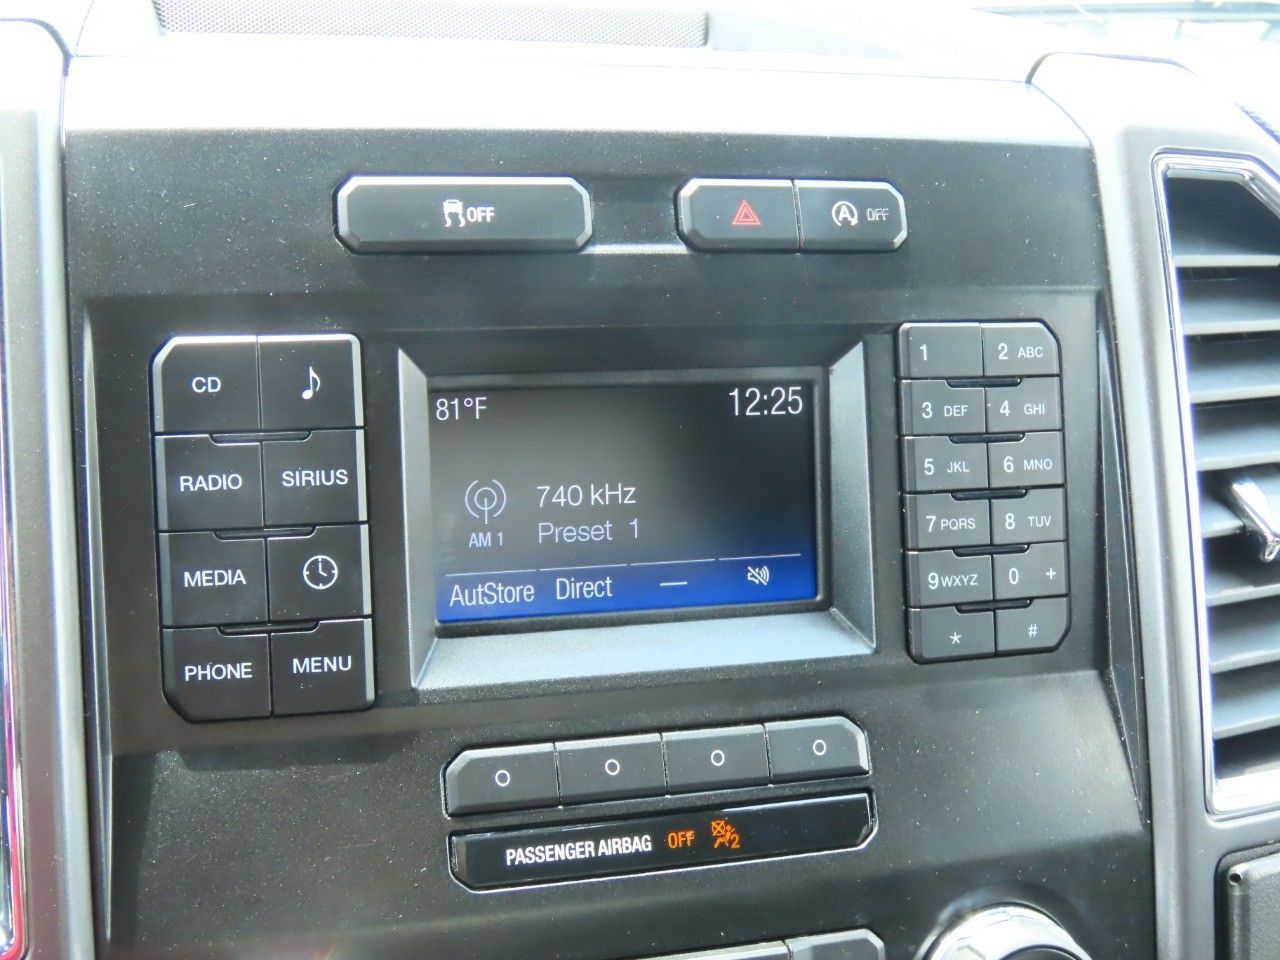 OFF
OFF
CD
RADIO SIRIUS
MEDIA
PHONE MENU
81°F 12:25
740 kHz
AM 1 Preset 1
AutStore Direct —
1 2 ABC
3 DEF 4 GHI
5 JKL 6 MNO
7 PQRS 8 TUV
9 WXYZ 0 +
* #
PASSENGER AIRBAG OFF 2